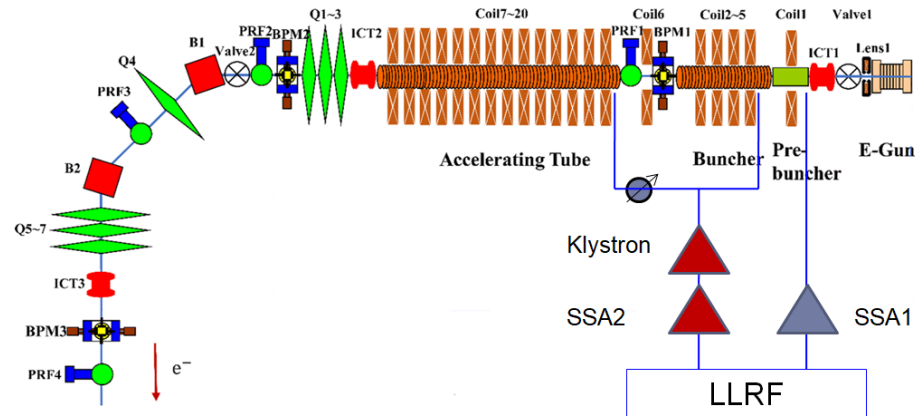 Coil7~20
Coil6
Coil2~5
Coil1
Valve1
Q1~3
PRF2
BPM2
ICT2
PRF1
BPM1
ICT1
Lens1
B1
Valve2
Q4
PRF3
Accelerating Tube
Buncher
Pre-
buncher
E-Gun
B2
Q5~7
Klystron
ICT3
SSA2
SSA1
BPM3
e⁻
PRF4
LLRF